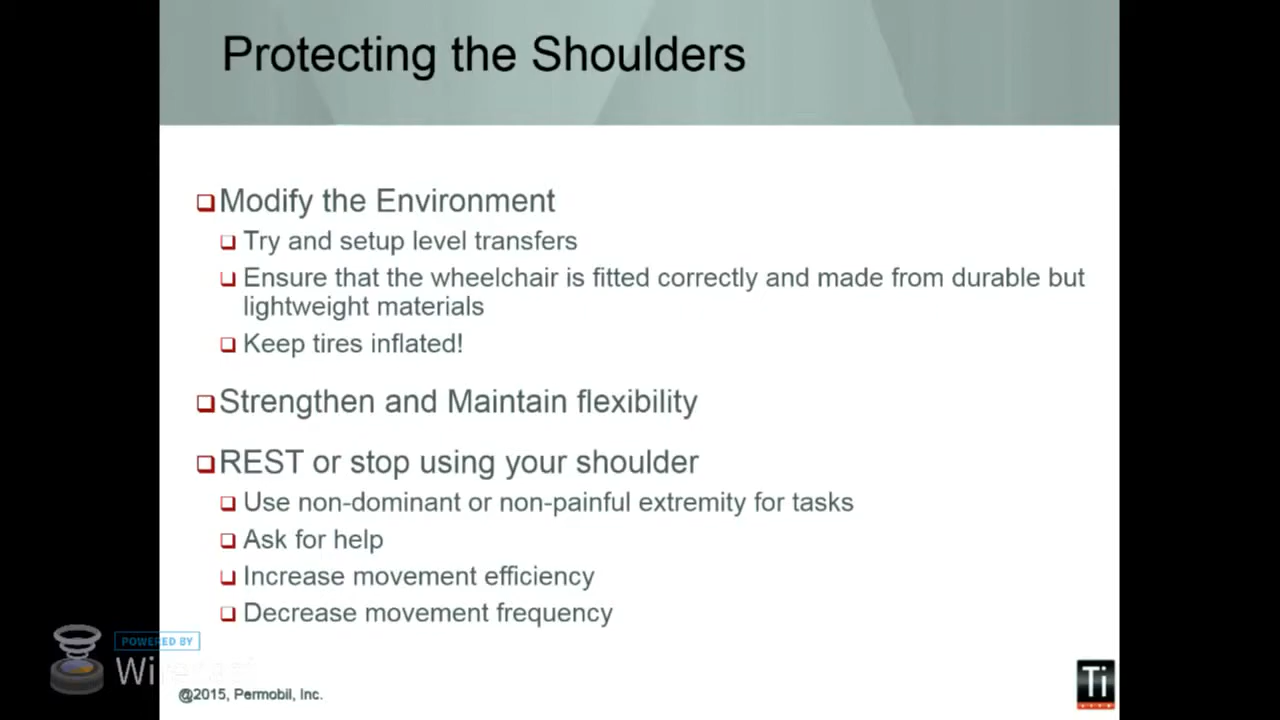 Protecting the Shoulders
Modify the Environment
Try and setup level transfers
Ensure that the wheelchair is fitted correctly and made from durable but
lightweight materials
Keep tires inflated!
Strengthen and Maintain flexibility
REST or stop using your shoulder
Use non-dominant or non-painful extremity for tasks
Ask for help
Increase movement efficiency
Decrease movement frequency
POWERED BY
Wirecast
@2015, Permobil, Inc.
Ti
LITE